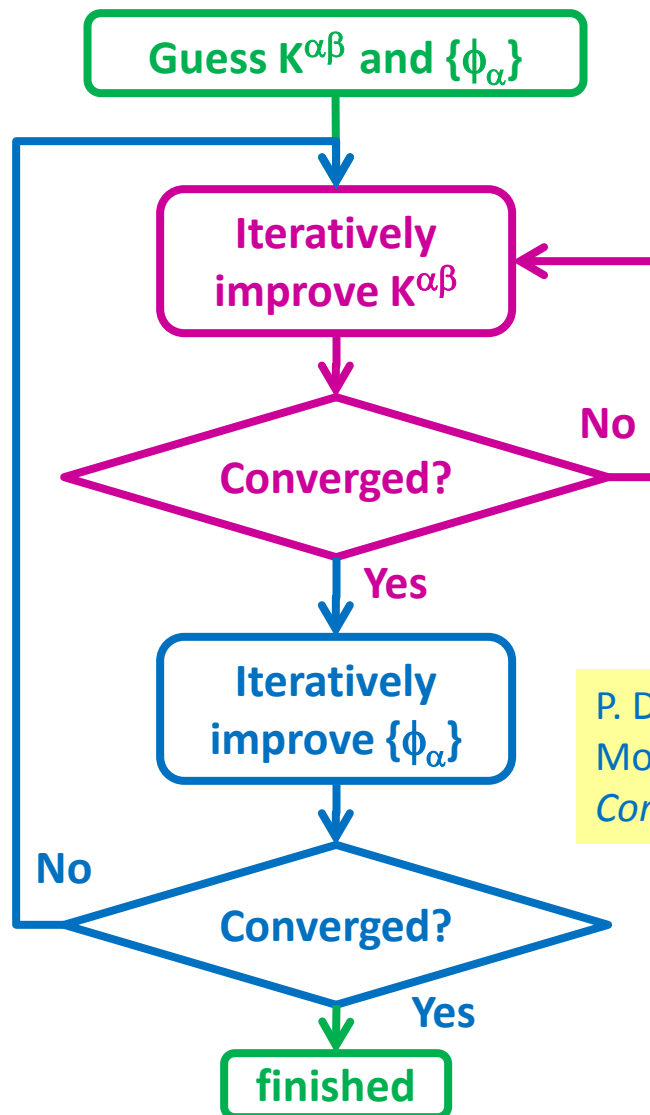 Guess K^αβ and {ϕ_α}
Iteratively
improve K^αβ
No
Converged?
Yes
Iteratively
improve {ϕ_α}
P. D
Mo
Con
No
Converged?
Yes
finished